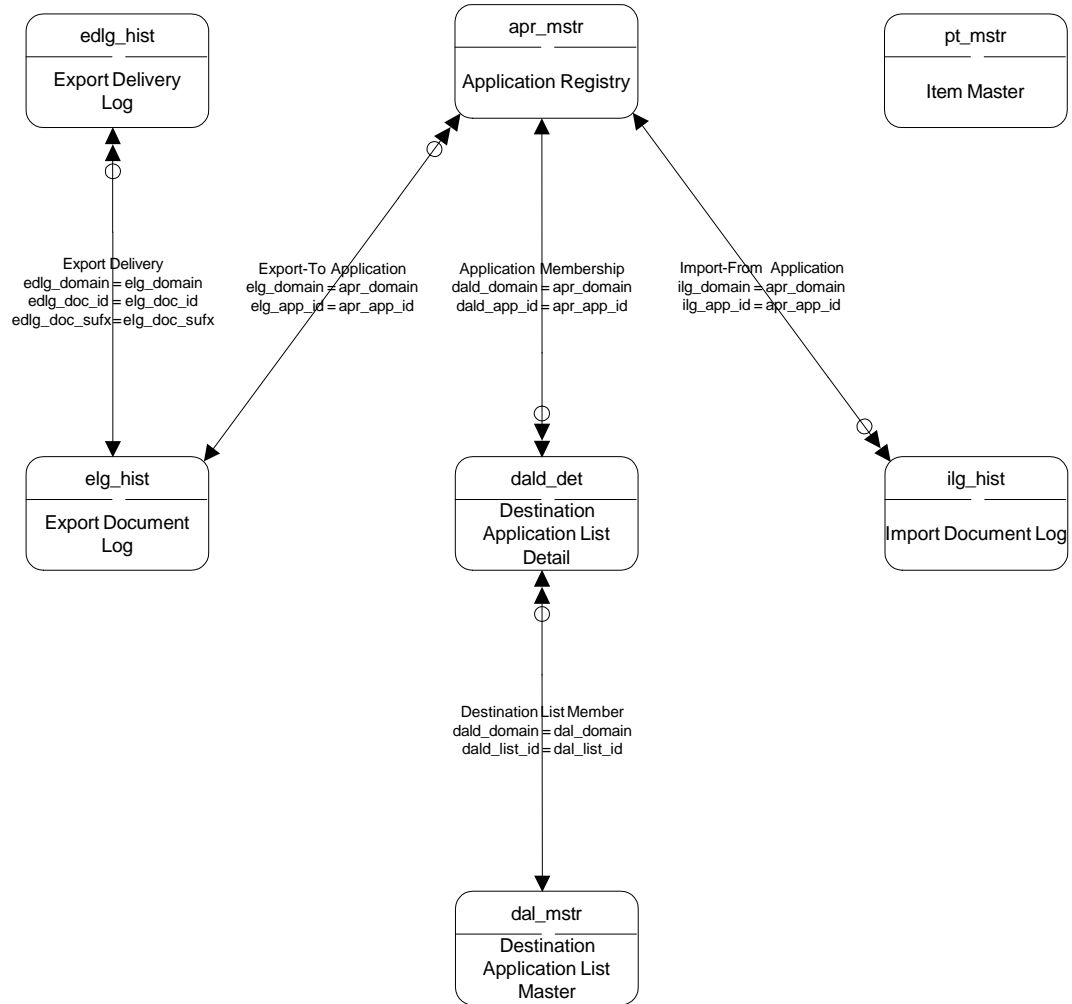 edlg_hist
Export Delivery
Log
apr_mstr
Application Registry
pt_mstr
Item Master
Export Delivery
edlg_domain = elg_domain
edlg_doc_id = elg_doc_id
edlg_doc_sufx = elg_doc_sufx
Export-To Application
elg_domain = apr_domain
elg_app_id = apr_app_id
Application Membership
dald_domain = apr_domain
dald_app_id = apr_app_id
Import-From Application
ilg_domain = apr_domain
ilg_app_id = apr_app_id
elg_hist
Export Document
Log
dald_det
Destination
Application List
Detail
ilg_hist
Import Document Log
Destination List Member
dald_domain = dal_domain
dald_list_id = dal_list_id
dal_mstr
Destination
Application List
Master